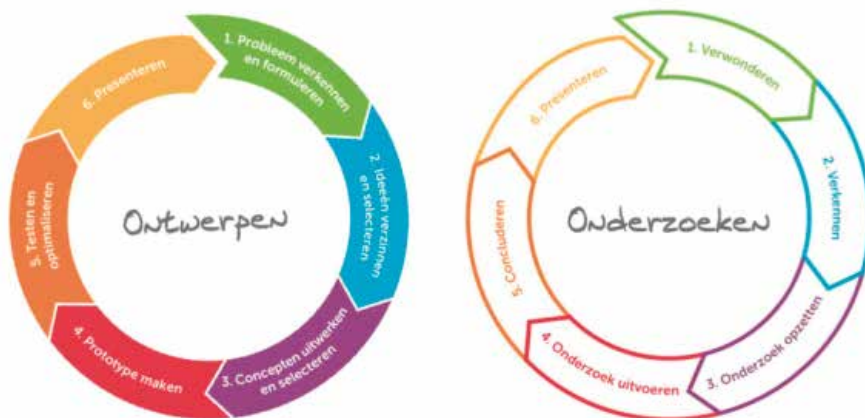 1. Probleem verkennen
en formuleren
2. Ideeën verzinnen
en selecteren
3. Concepten uitwerken
en selecteren
4. Prototype maken
5. Testen en
optimaliseren
6. Presenteren
Ontwerpen
1. Verwonderen
2. Verkennen
3. Onderzoek opzetten
4. Onderzoek uitvoeren
5. Concluderen
6. Presenteren
Onderzoeken